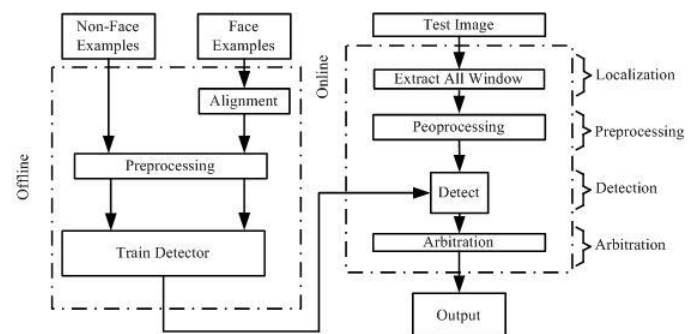 Non-Face
Examples
Face
Examples
Alignment
Preprocessing
Train Detector
Offline
Online
Test Image
Extract All Window
Peoprocessing
Detect
Arbitration
Output
Localization
Preprocessing
Detection
Arbitration